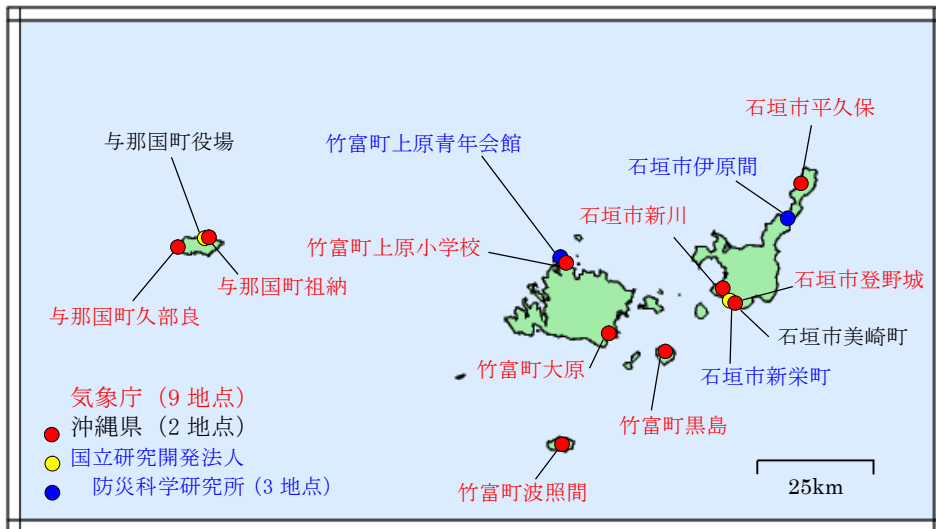 石垣市平久保
与那国町役場
竹富町上原青年会館
石垣市伊原間
石垣市新川
竹富町上原小学校
与那国町祖納
石垣市登野城
与那国町久部良
石垣市美崎町
竹富町大原
石垣市新栄町
気象庁（9 地点）
竹富町黒島
沖縄県（2 地点）
国立研究開発法人
防災科学研究所 (3 地点)
竹富町波照間
25km